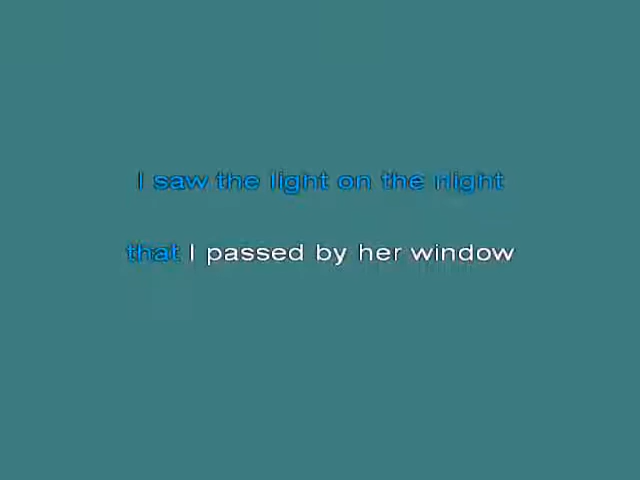 I saw the light on the night
that I passed by her window